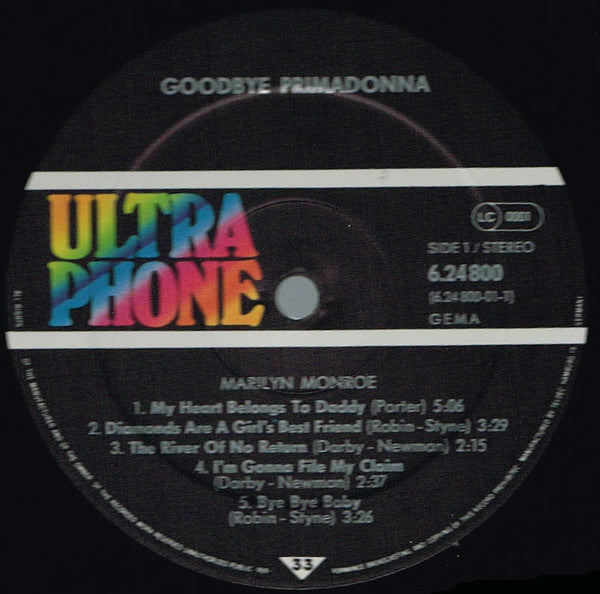 GOODBYE PRIMADONNA
ULTRA
PHONE
LC 0001
SIDE 1 / STEREO
6.24800
(6.24 800-01-1)
GEMA
MARILYN MONROE
1. My Heart Belongs To Daddy (Porter) 5:06
2. Diamonds Are A Girl's Best Friend (Robin - Styne) 3:29
3. The River Of No Return (Darby - Newman) 2:15
4. I'm Gonna File My Claim
(Darby - Newman) 2:37
5. Bye Bye Baby
(Robin - Styne) 3:26
33